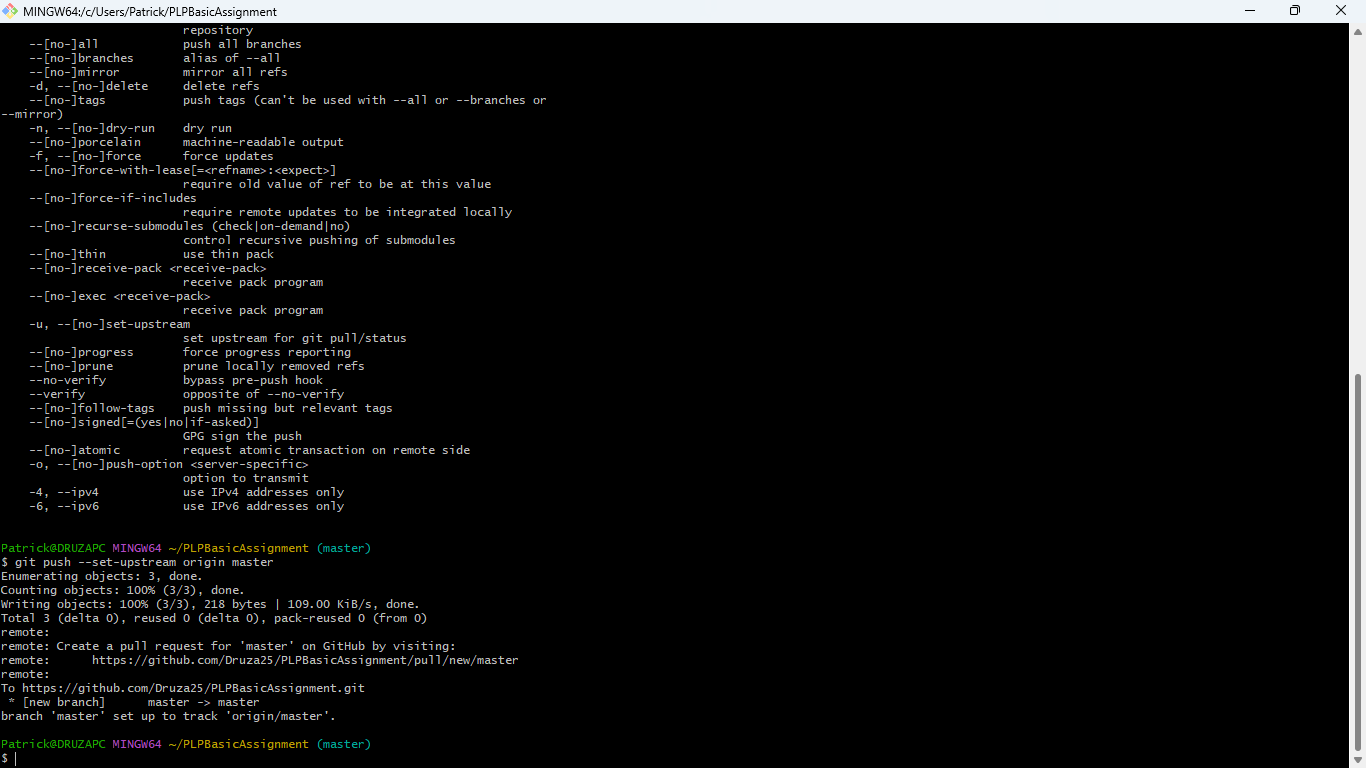 MINGW64:/c/Users/Patrick/PLPBasicAssignment
repository
--[no-]all            push all branches
--[no-]branches       alias of --all
--[no-]mirror         mirror all refs
-d, --[no-]delete     delete refs
--[no-]tags           push tags (can't be used with --all or --branches or
--mirror)
-n, --[no-]dry-run    dry run
--[no-]porcelain      machine-readable output
-f, --[no-]force      force updates
--[no-]force-with-lease[=<refname>:<expect>]
require old value of ref to be at this value
--[no-]force-if-includes
require remote updates to be integrated locally
--[no-]recurse-submodules (check|on-demand|no)
control recursive pushing of submodules
--[no-]thin           use thin pack
--[no-]receive-pack <receive-pack>
receive pack program
--[no-]exec <receive-pack>
receive pack program
-u, --[no-]set-upstream
set upstream for git pull/status
--[no-]progress       force progress reporting
--[no-]prune          prune locally removed refs
--no-verify           bypass pre-push hook
--verify              opposite of --no-verify
--[no-]follow-tags    push missing but relevant tags
--[no-]signed[=(yes|no|if-asked)]
GPG sign the push
--[no-]atomic         request atomic transaction on remote side
-o, --[no-]push-option <server-specific>
option to transmit
-4, --ipv4            use IPv4 addresses only
-6, --ipv6            use IPv6 addresses only
Patrick@DRUZAPC MINGW64 ~/PLPBasicAssignment (master)
$ git push --set-upstream origin master
Enumerating objects: 3, done.
Counting objects: 100% (3/3), done.
Writing objects: 100% (3/3), 218 bytes | 109.00 KiB/s, done.
Total 3 (delta 0), reused 0 (delta 0), pack-reused 0 (from 0)
remote:
remote: Create a pull request for 'master' on GitHub by visiting:
remote:      https://github.com/Druza25/PLPBasicAssignment/pull/new/master
remote:
To https://github.com/Druza25/PLPBasicAssignment.git
* [new branch]      master -> master
branch 'master' set up to track 'origin/master'.
Patrick@DRUZAPC MINGW64 ~/PLPBasicAssignment (master)
$